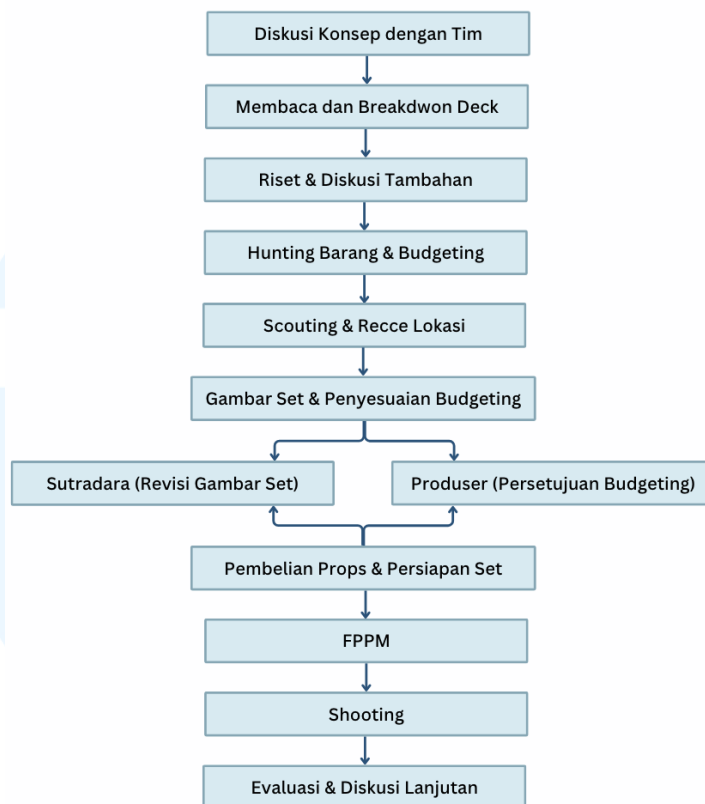 Diskusi Konsep dengan Tim
Membaca dan Breakdwon Deck
Riset & Diskusi Tambahan
Hunting Barang & Budgeting
Scouting & Recce Lokasi
Gambar Set & Penyesuaian Budgeting
Sutradara (Revisi Gambar Set)
Produser (Persetujuan Budgeting)
Pembelian Props & Persiapan Set
FPPM
Shooting
Evaluasi & Diskusi Lanjutan